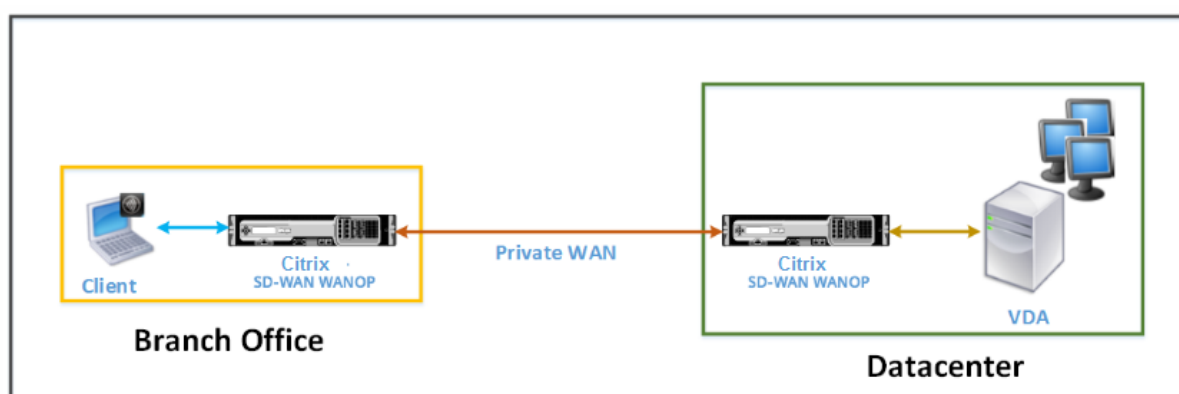 Private WAN
Citrix
SD-WAN WANOP
Client
Branch Office
Citrix
SD-WAN WANOP
VDA
Datacenter